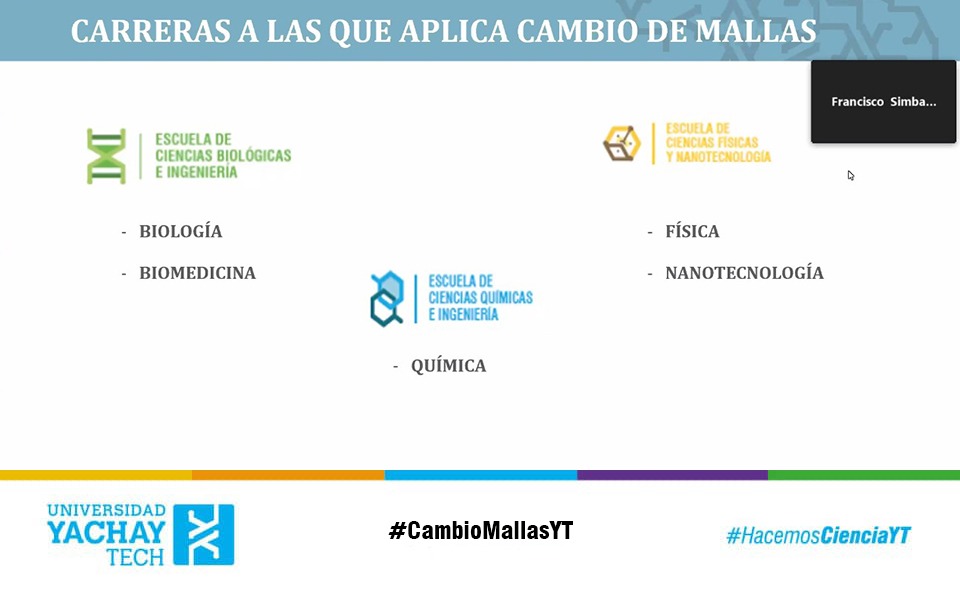 CARRERAS A LAS QUE APLICA CAMBIO DE MALLAS
Francisco Simba...
ESCUELA DE
CIENCIAS BIOLÓGICAS
E INGENIERÍA
- BIOLOGÍA
- BIOMEDICINA
ESCUELA DE
CIENCIAS FÍSICAS
Y NANOTECNOLOGÍA
- FÍSICA
- NANOTECNOLOGÍA
ESCUELA DE
CIENCIAS QUÍMICAS
E INGENIERÍA
- QUÍMICA
UNIVERSIDAD
YACHAY
TECH
#CambioMallasYT
#HacemosCienciaYT